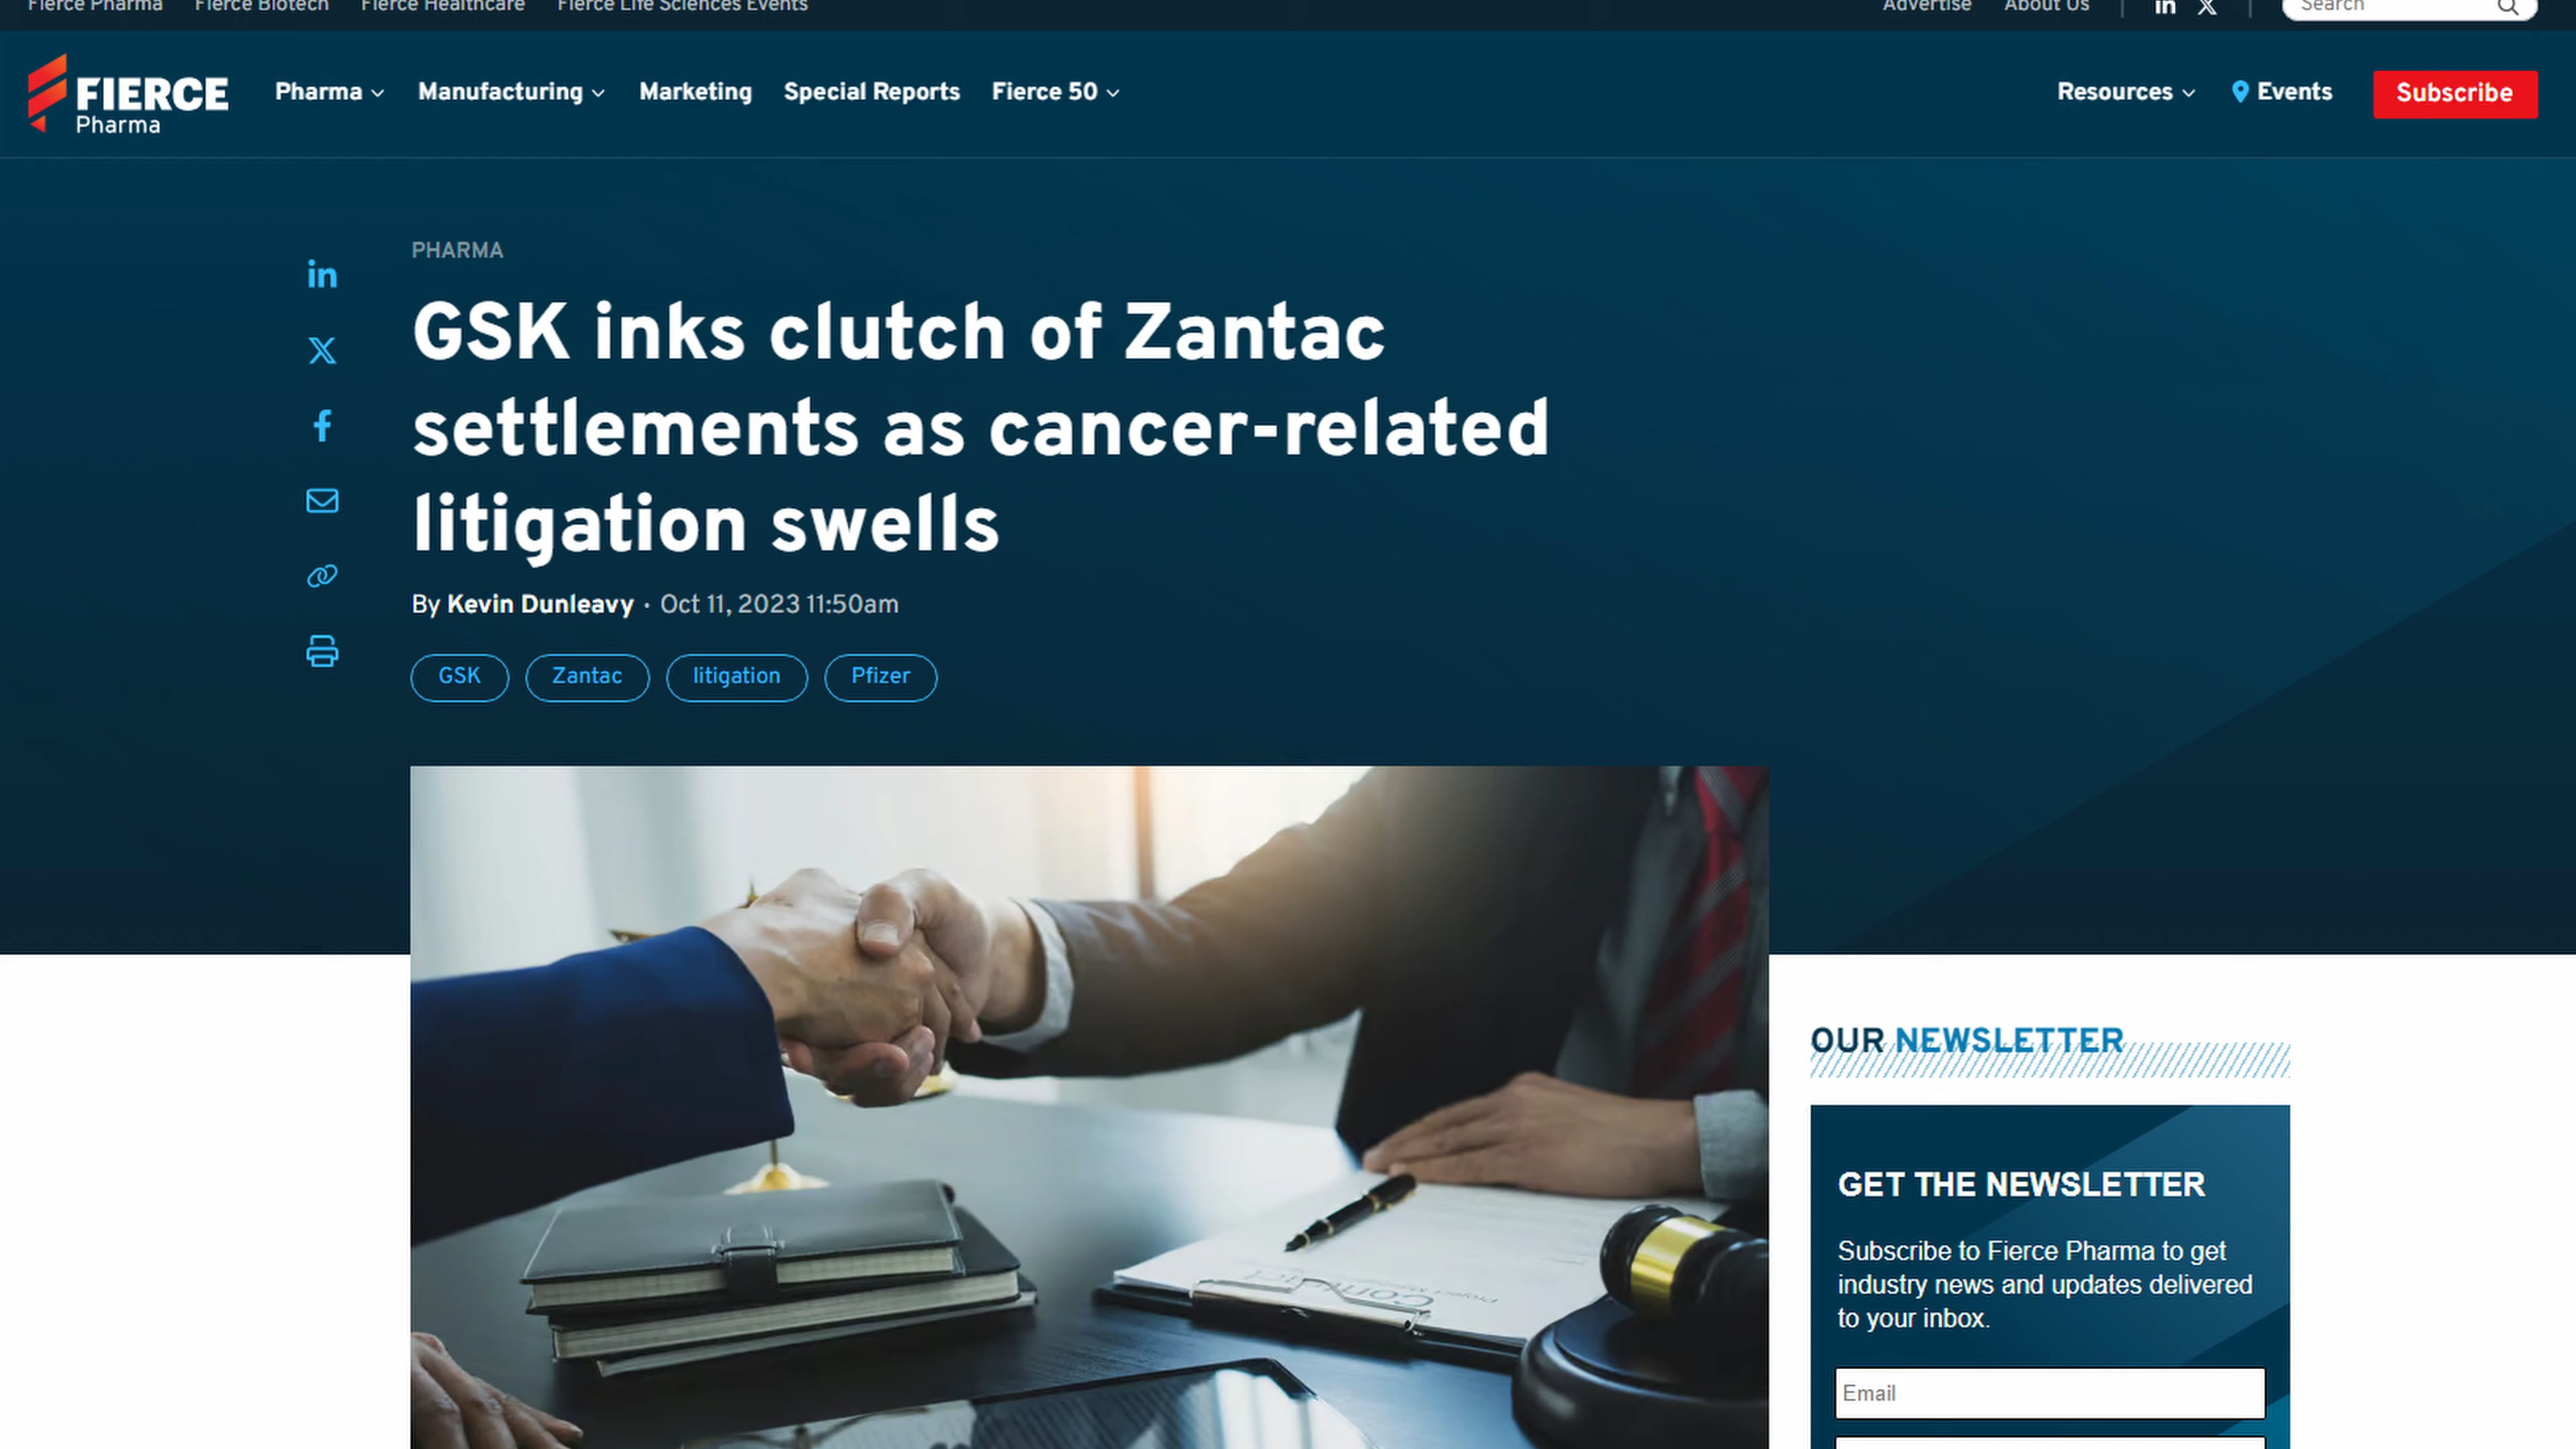 Fierce Pharma Fierce Biotech Fierce Healthcare Fierce Life Sciences Events
Advertise About Us
Search
FIERCE
Pharma
Pharma Manufacturing Marketing Special Reports Fierce 50
Resources Events Subscribe
PHARMA
GSK inks clutch of Zantac
settlements as cancer-related
litigation swells
By Kevin Dunleavy · Oct 11, 2023 11:50am
GSK Zantac litigation Pfizer
Contract
OUR NEWSLETTER
GET THE NEWSLETTER
Subscribe to Fierce Pharma to get
industry news and updates delivered
to your inbox.
Email